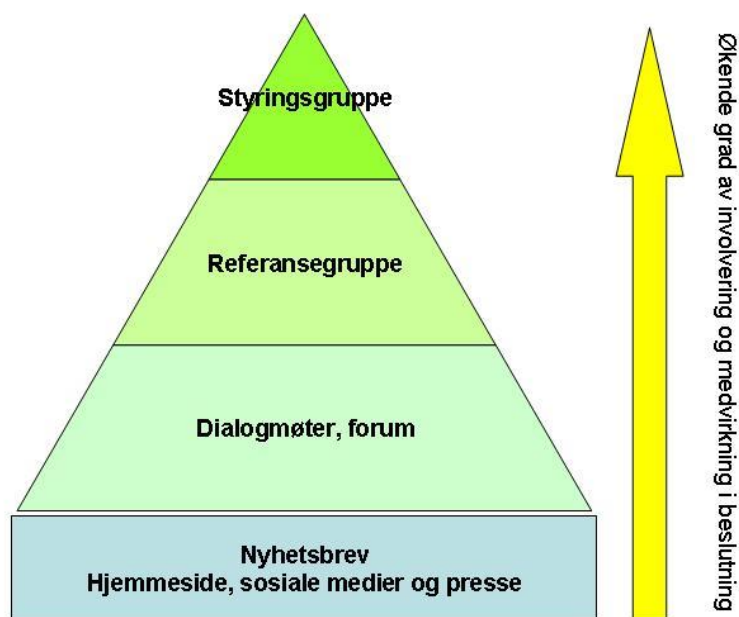 Styringsgruppe
Referansegruppe
Dialogmøter, forum
Nyhetsbrev
Hjemmeside, sosiale medier og presse
Økende grad av involvering og medvirkning i beslutning